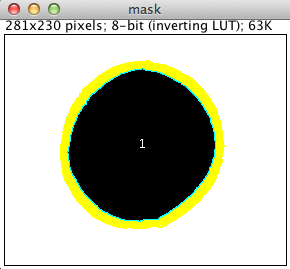 mask
281x230 pixels; 8-bit (inverting LUT); 63K
1